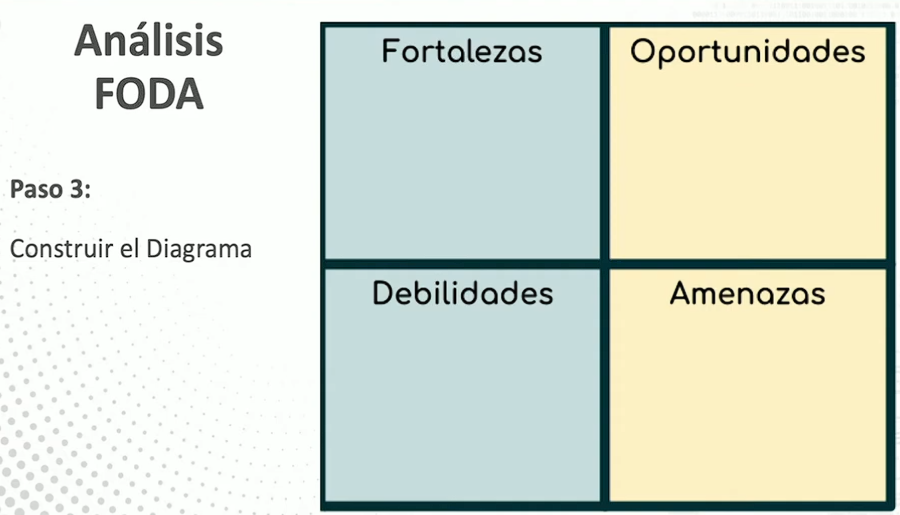 Análisis
FODA
Paso 3:
Construir el Diagrama
Fortalezas
Oportunidades
Debilidades
Amenazas